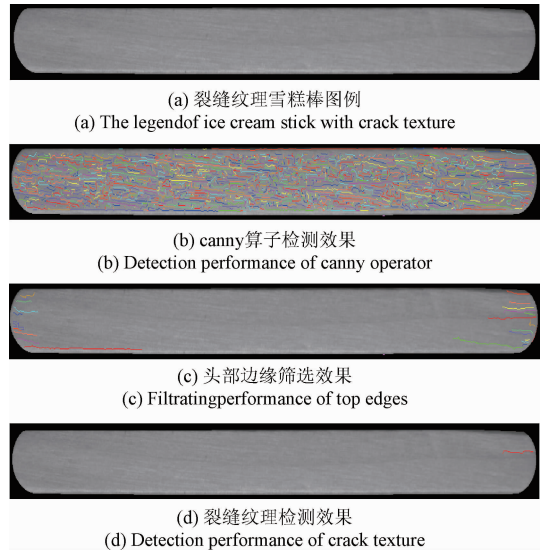 (a) 裂缝纹理雪糕棒图例
(a) The legendof ice cream stick with crack texture
(b) canny算子检测效果
(b) Detection performance of canny operator
(c) 头部边缘筛选效果
(c) Filtratingperformance of top edges
(d) 裂缝纹理检测效果
(d) Detection performance of crack texture